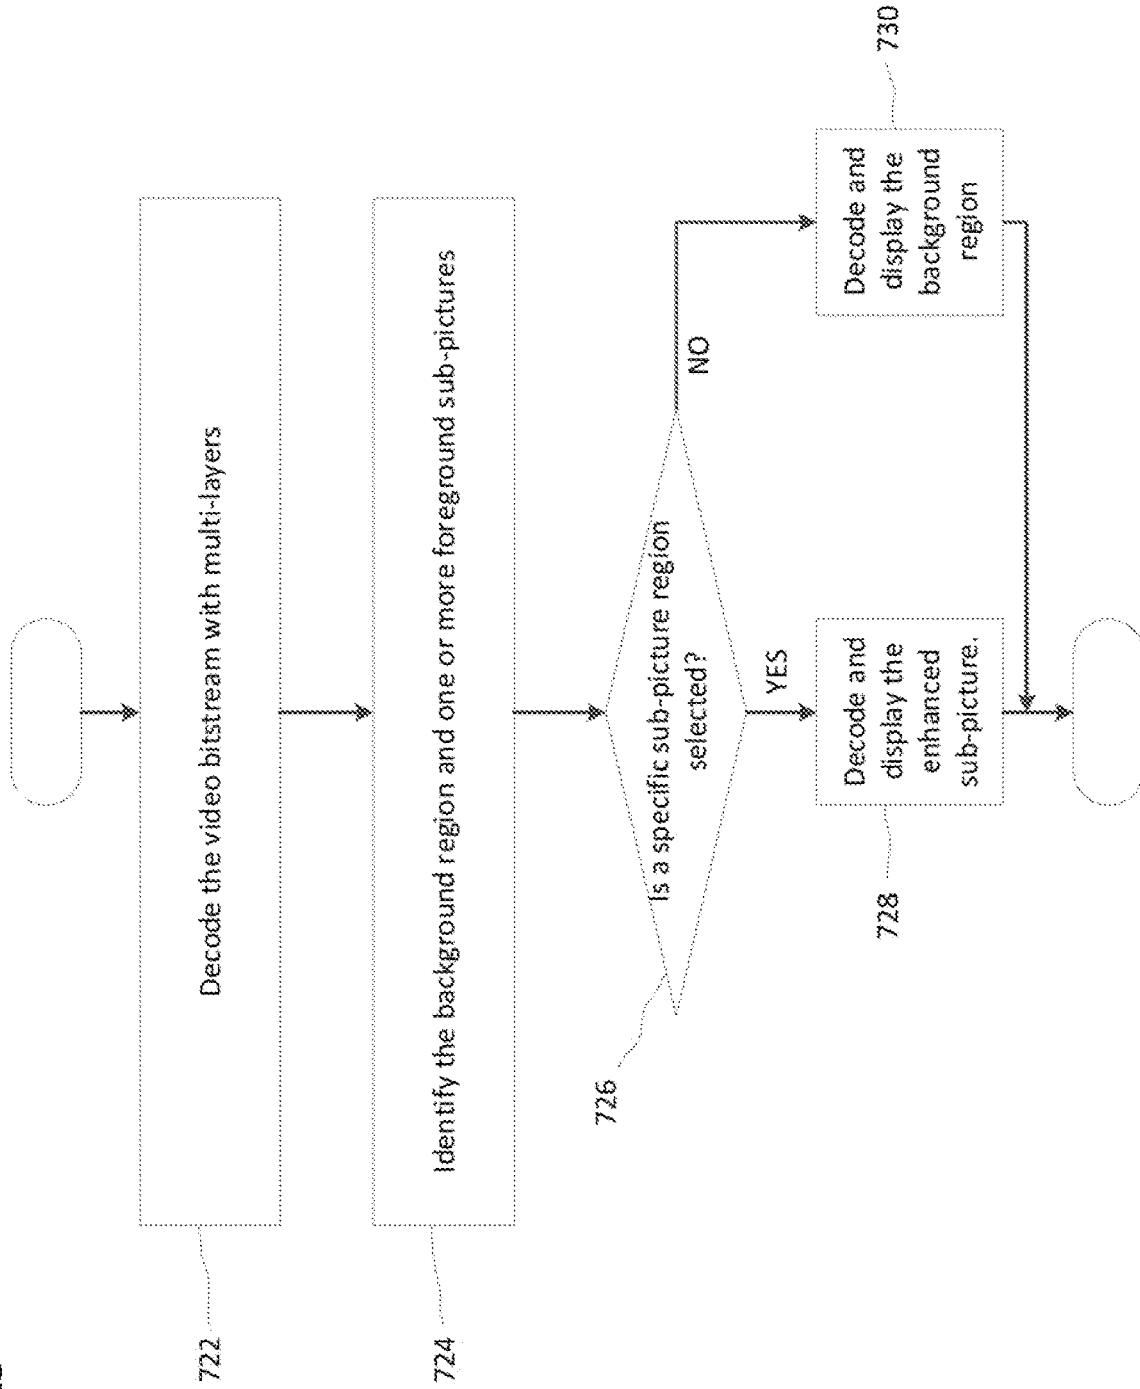 722
Decode the video bitstream with multi-layers
724
Identify the background region and one or more foreground sub-pictures
726
Is a specific sub-picture region
selected?
YES
NO
728
Decode and
display the
enhanced
sub-picture.
Decode and
display the
background
region
730